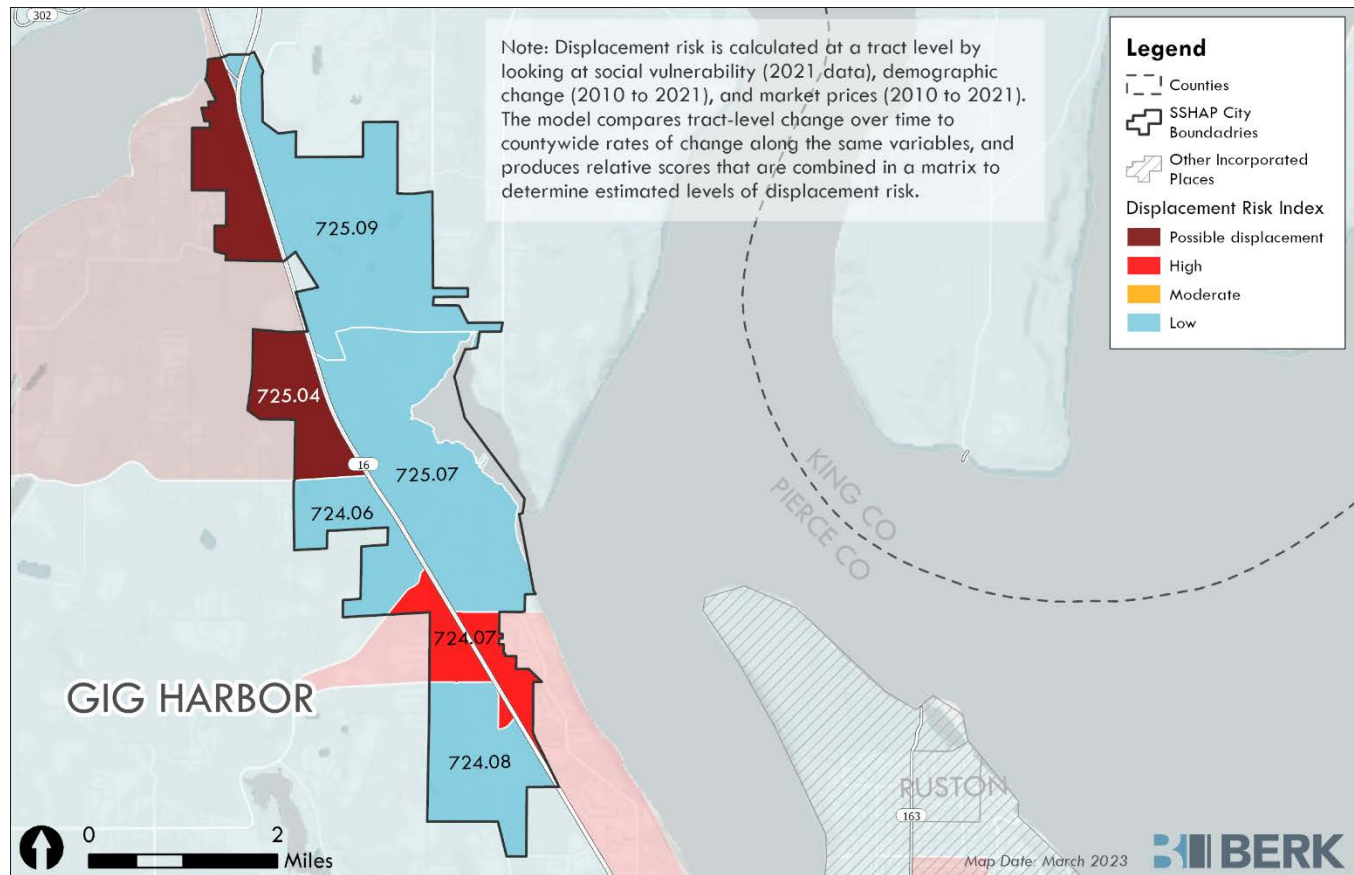 302
Note: Displacement risk is calculated at a tract level by
looking at social vulnerability (2021 data), demographic
change (2010 to 2021), and market prices (2010 to 2021).
The model compares tract-level change over time to
countywide rates of change along the same variables, and
produces relative scores that are combined in a matrix to
determine estimated levels of displacement risk.
Legend
Counties
SSHAP City
Boundadries
Other Incorporated
Places
Displacement Risk Index
Possible displacement
High
Moderate
Low
725.09
725.04
16
725.07
724.06
KING CO
PIERCE CO
724.07
GIG HARBOR
724.08
RUSTON
163
0 2
Miles
Map Date: March 2023
BERK